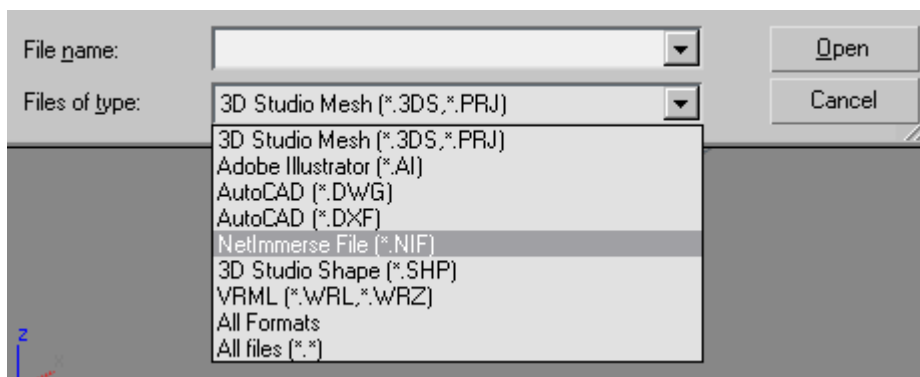 File name:
Open
Files of type:
3D Studio Mesh (*.3DS,*.PRJ)
Cancel
3D Studio Mesh (*.3DS,*.PRJ)
Adobe Illustrator (*.AI)
AutoCAD (*.DWG)
AutoCAD (*.DXF)
NetImmerse File (*.NIF)
3D Studio Shape (*.SHP)
VRML (*.WRL,*.WRZ)
All Formats
All files (*.*)
z
x